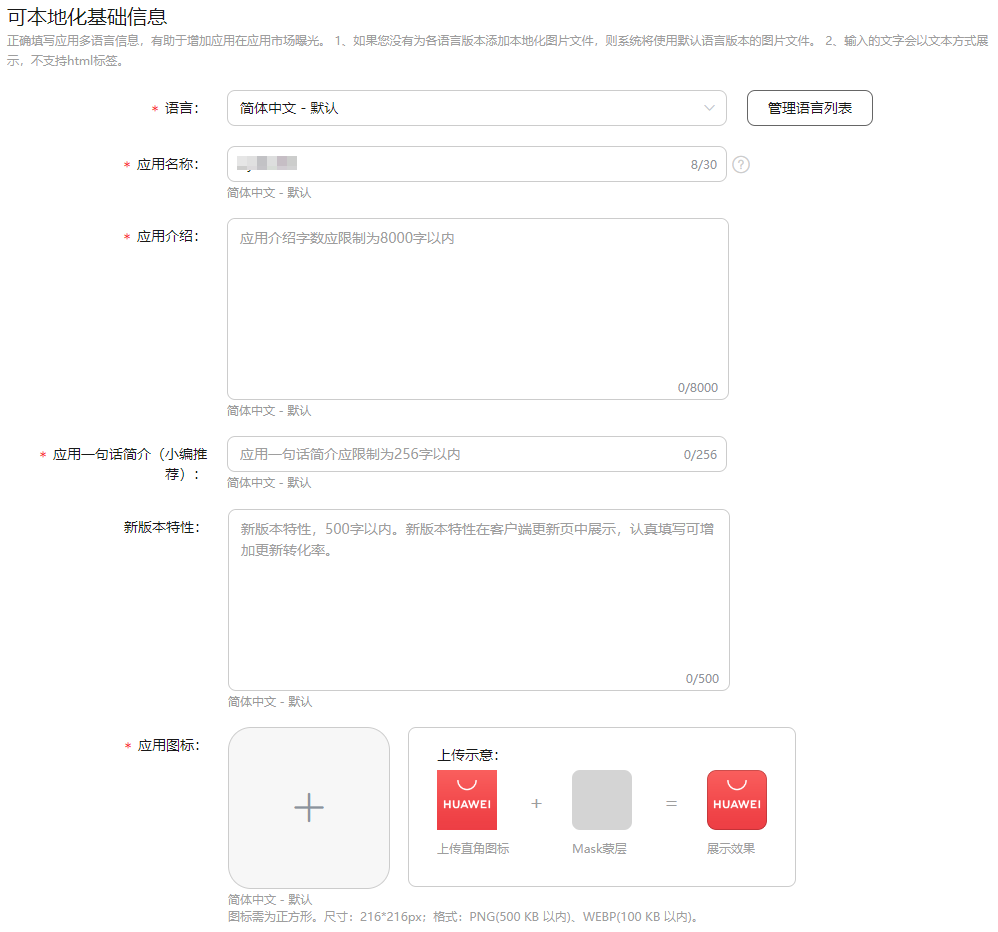 可本地化基础信息
正确填写应用多语言信息，有助于增加应用在应用市场曝光。 1、如果您没有为各语言版本添加本地化图片文件，则系统将使用默认语言版本的图片文件。 2、输入的文字会以文本方式展
示，不支持html标签。
* 语言：
简体中文 - 默认
管理语言列表
* 应用名称：
8/30
?
简体中文 - 默认
* 应用介绍：
应用介绍字数应限制为8000字以内
0/8000
简体中文 - 默认
* 应用一句话简介（小编推
荐）：
应用一句话简介应限制为256字以内
0/256
简体中文 - 默认
新版本特性：
新版本特性，500字以内。新版本特性在客户端更新页中展示，认真填写可增
加更新转化率。
0/500
简体中文 - 默认
* 应用图标：
上传示意：
HUAWEI
+
=
HUAWEI
上传直角图标
Mask蒙层
展示效果
简体中文 - 默认
图标需为正方形。尺寸：216*216px；格式：PNG(500 KB 以内)、WEBP(100 KB 以内)。